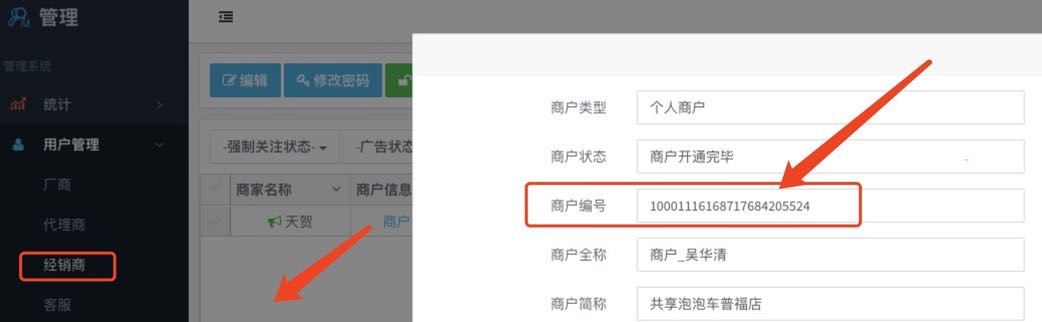 管理
管理系统
统计
用户管理
厂商
代理商
经销商
客服
编辑
修改密码
-强制关注状态-
-广告状态
商家名称
商户信息
天贺
商户
商户类型
个人商户
商户状态
商户开通完毕
商户编号
10001116168717684205524
商户全称
商户_吴华清
商户简称
共享泡泡车普福店